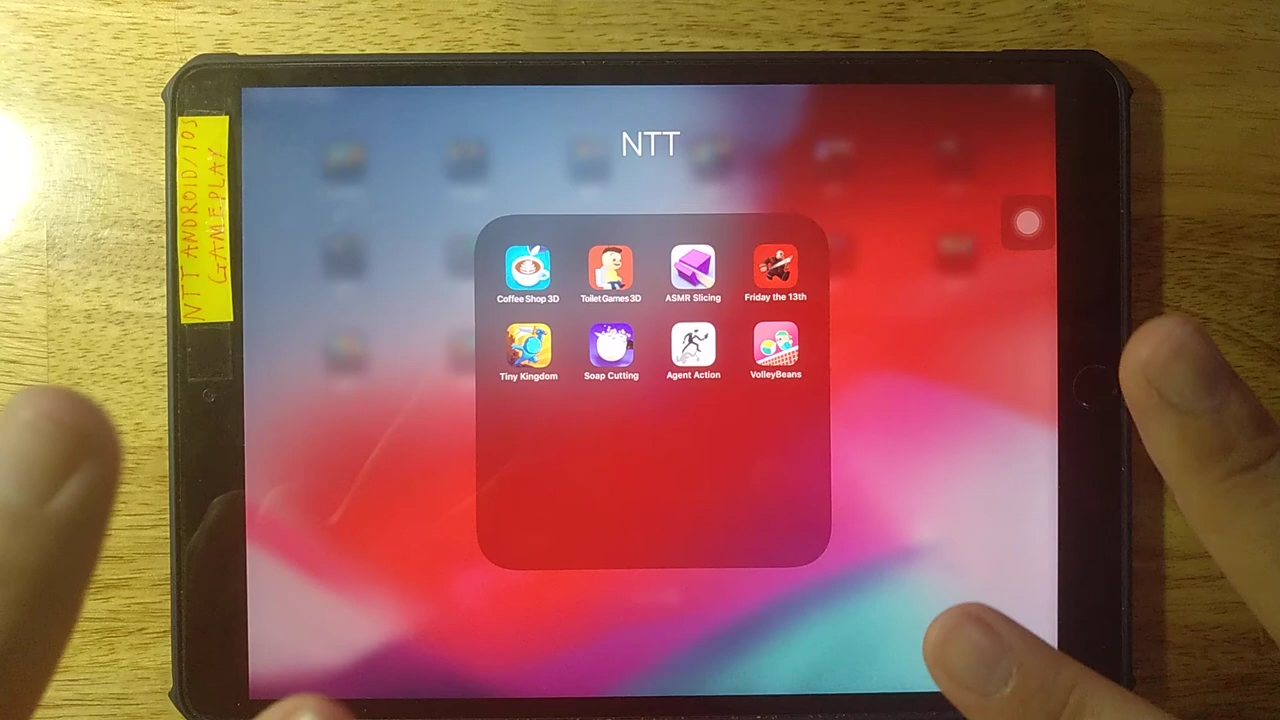 NTT ANDROID/IOS
GAMEPLAY
NTT
Coffee Shop 3D
Toilet Games 3D
ASMR Slicing
Friday the 13th
Tiny Kingdom
Soap Cutting
Agent Action
VolleyBeans